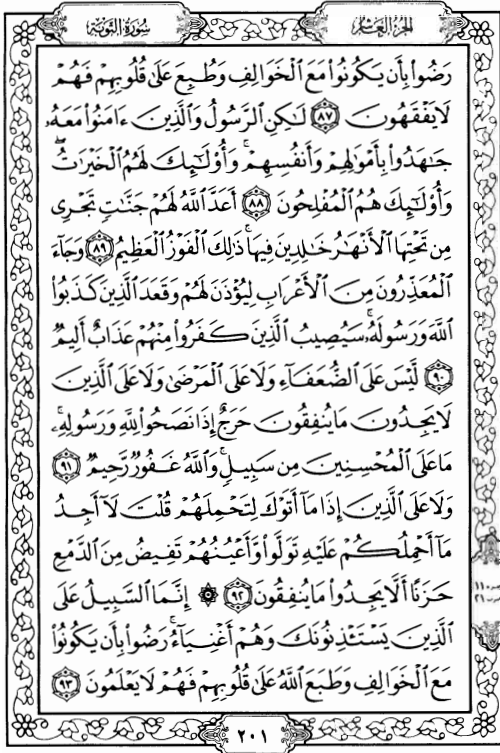 الجزء العاشر
سورة التوبة
رَضُوا۟ بِأَن يَكُونُوا۟ مَعَ ٱلْخَوَالِفِ وَطُبِعَ عَلَىٰ قُلُوبِهِمْ فَهُمْ
لَا يَفْقَهُونَ ٨٧ لَٰكِنِ ٱلرَّسُولُ وَٱلَّذِينَ ءَامَنُوا۟ مَعَهُۥ
جَٰهَدُوا۟ بِأَمْوَٰلِهِمْ وَأَنفُسِهِمْ ۚ وَأُو۟لَٰٓئِكَ لَهُمُ ٱلْخَيْرَٰتُ ۖ
وَأُو۟لَٰٓئِكَ هُمُ ٱلْمُفْلِحُونَ ٨٨ أَعَدَّ ٱللَّهُ لَهُمْ جَنَّٰتٍ تَجْرِى
مِن تَحْتِهَا ٱلْأَنْهَٰرُ خَٰلِدِينَ فِيهَا ۚ ذَٰلِكَ ٱلْفَوْزُ ٱلْعَظِيمُ ٨٩ وَجَآءَ
ٱلْمُعَذِّرُونَ مِنَ ٱلْأَعْرَابِ لِيُؤْذَنَ لَهُمْ وَقَعَدَ ٱلَّذِينَ كَذَبُوا۟
ٱللَّهَ وَرَسُولَهُۥ ۚ سَيُصِيبُ ٱلَّذِينَ كَفَرُوا۟ مِنْهُمْ عَذَابٌ أَلِيمٌ
٩٠ لَّيْسَ عَلَى ٱلضُّعَفَآءِ وَلَا عَلَى ٱلْمَرْضَىٰ وَلَا عَلَى ٱلَّذِينَ
لَا يَجِدُونَ مَا يُنفِقُونَ حَرَجٌ إِذَا نَصَحُوا۟ لِلَّهِ وَرَسُولِهِۦ ۚ
مَا عَلَى ٱلْمُحْسِنِينَ مِن سَبِيلٍ ۚ وَٱللَّهُ غَفُورٌ رَّحِيمٌ ٩١
وَلَا عَلَى ٱلَّذِينَ إِذَا مَآ أَتَوْكَ لِتَحْمِلَهُمْ قُلْتَ لَآ أَجِدُ
مَآ أَحْمِلُكُمْ عَلَيْهِ تَوَلَّوا۟ وَّأَعْيُنُهُمْ تَفِيضُ مِنَ ٱلدَّمْعِ
حَزَنًا أَلَّا يَجِدُوا۟ مَا يُنفِقُونَ ٩٢ ۞ إِنَّمَا ٱلسَّبِيلُ عَلَى
ٱلَّذِينَ يَسْتَـْٔذِنُونَكَ وَهُمْ أَغْنِيَآءُ ۚ رَضُوا۟ بِأَن يَكُونُوا۟
مَعَ ٱلْخَوَالِفِ وَطَبَعَ ٱللَّهُ عَلَىٰ قُلُوبِهِمْ فَهُمْ لَا يَعْلَمُونَ ٩٣
٢٠١